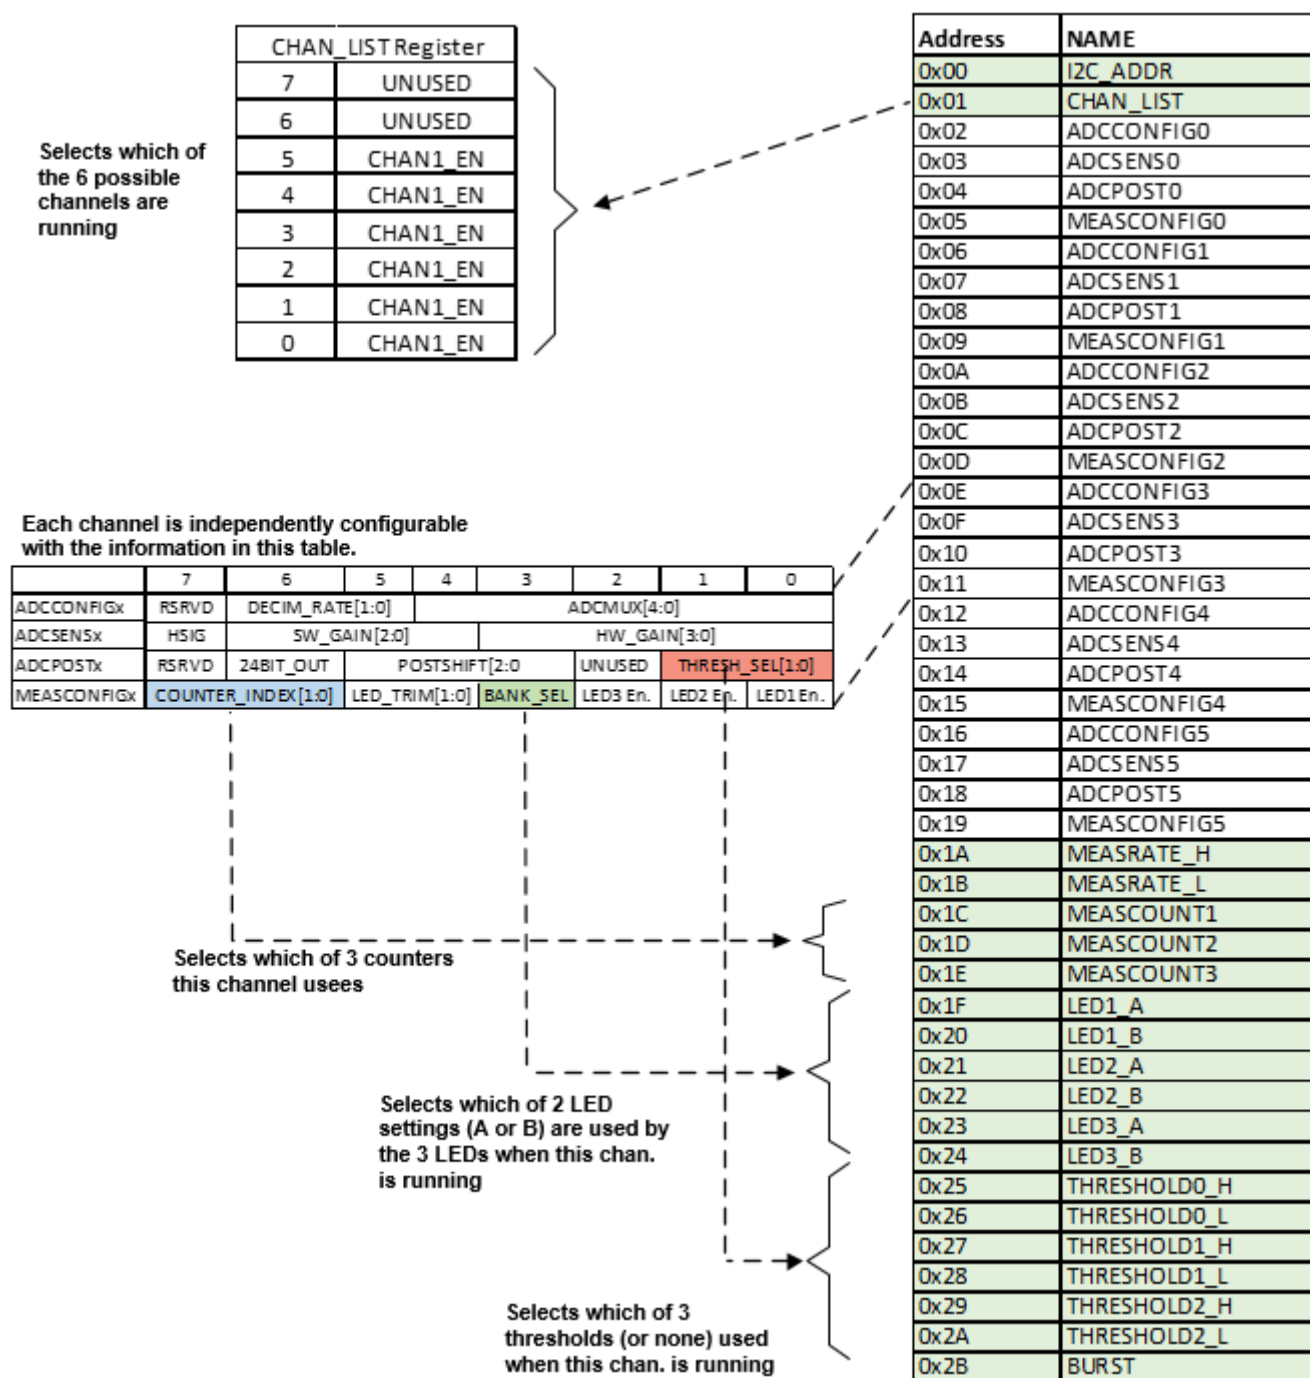 CHAN_LIST Register
7 UNUSED
6 UNUSED
5 CHAN1_EN
4 CHAN1_EN
3 CHAN1_EN
2 CHAN1_EN
1 CHAN1_EN
0 CHAN1_EN
Selects which of
the 6 possible
channels are
running
Each channel is independently configurable
with the information in this table.
7 6 5 4 3 2 1 0
ADCCONFIGx RSRVD DECIM_RATE[1:0] ADCMUX[4:0]
ADCSENSx HSIG SW_GAIN[2:0] HW_GAIN[3:0]
ADCPOSTx RSRVD 24BIT_OUT POSTSHIFT[2:0 UNUSED THRESH_SEL[1:0]
MEASCONFIGx COUNTER_INDEX[1:0] LED_TRIM[1:0] BANK_SEL LED3 En. LED2 En. LED1 En.
Selects which of 3 counters
this channel usees
Selects which of 2 LED
settings (A or B) are used by
the 3 LEDs when this chan.
is running
Selects which of 3
thresholds (or none) used
when this chan. is running
Address NAME
0x00 I2C_ADDR
0x01 CHAN_LIST
0x02 ADCCONFIG0
0x03 ADCSENS0
0x04 ADCPOST0
0x05 MEASCONFIG0
0x06 ADCCONFIG1
0x07 ADCSENS1
0x08 ADCPOST1
0x09 MEASCONFIG1
0x0A ADCCONFIG2
0x0B ADCSENS2
0x0C ADCPOST2
0x0D MEASCONFIG2
0x0E ADCCONFIG3
0x0F ADCSENS3
0x10 ADCPOST3
0x11 MEASCONFIG3
0x12 ADCCONFIG4
0x13 ADCSENS4
0x14 ADCPOST4
0x15 MEASCONFIG4
0x16 ADCCONFIG5
0x17 ADCSENS5
0x18 ADCPOST5
0x19 MEASCONFIG5
0x1A MEASRATE_H
0x1B MEASRATE_L
0x1C MEASCOUNT1
0x1D MEASCOUNT2
0x1E MEASCOUNT3
0x1F LED1_A
0x20 LED1_B
0x21 LED2_A
0x22 LED2_B
0x23 LED3_A
0x24 LED3_B
0x25 THRESHOLD0_H
0x26 THRESHOLD0_L
0x27 THRESHOLD1_H
0x28 THRESHOLD1_L
0x29 THRESHOLD2_H
0x2A THRESHOLD2_L
0x2B BURST